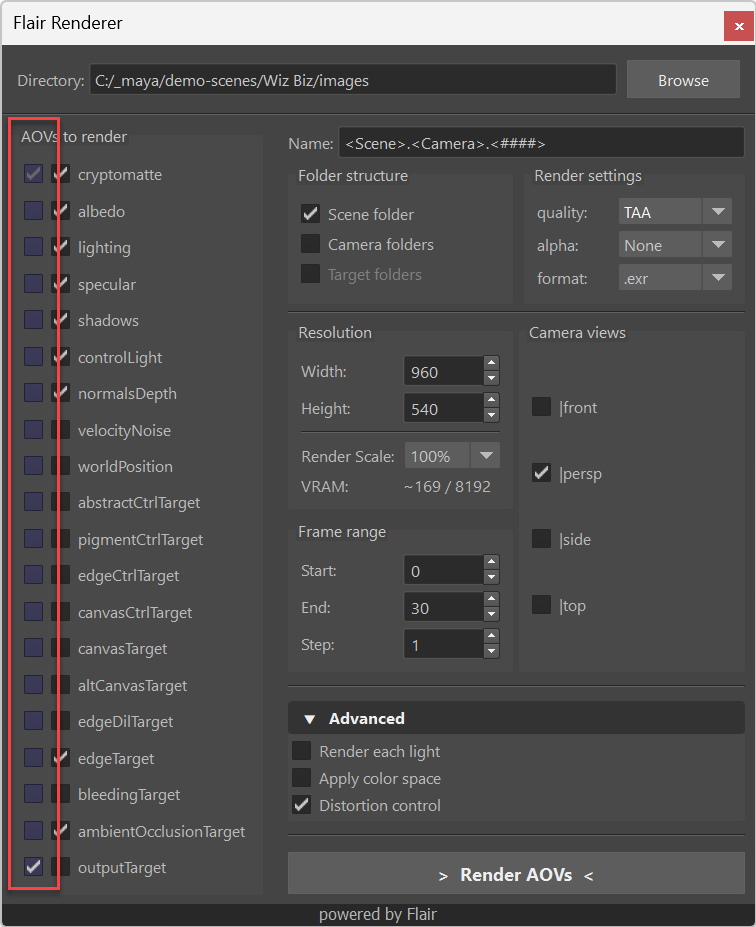 Flair Renderer
Directory: C:/_maya/demo-scenes/Wiz Biz/images Browse
AOVs to render
cryptomatte
albedo
lighting
specular
shadows
controlLight
normalsDepth
velocityNoise
worldPosition
abstractCtrlTarget
pigmentCtrlTarget
edgeCtrlTarget
canvasCtrlTarget
canvasTarget
altCanvasTarget
edgeDilTarget
edgeTarget
bleedingTarget
ambientOcclusionTarget
outputTarget
Name: <Scene>.<Camera>.<####>
Folder structure
Scene folder
Camera folders
Target folders
Render settings
quality: TAA
alpha: None
format: .exr
Resolution
Width: 960
Height: 540
Render Scale: 100%
VRAM: ~169 / 8192
Frame range
Start: 0
End: 30
Step: 1
Camera views
|front
|persp
|side
|top
Advanced
Render each light
Apply color space
Distortion control
> Render AOVs <
powered by Flair